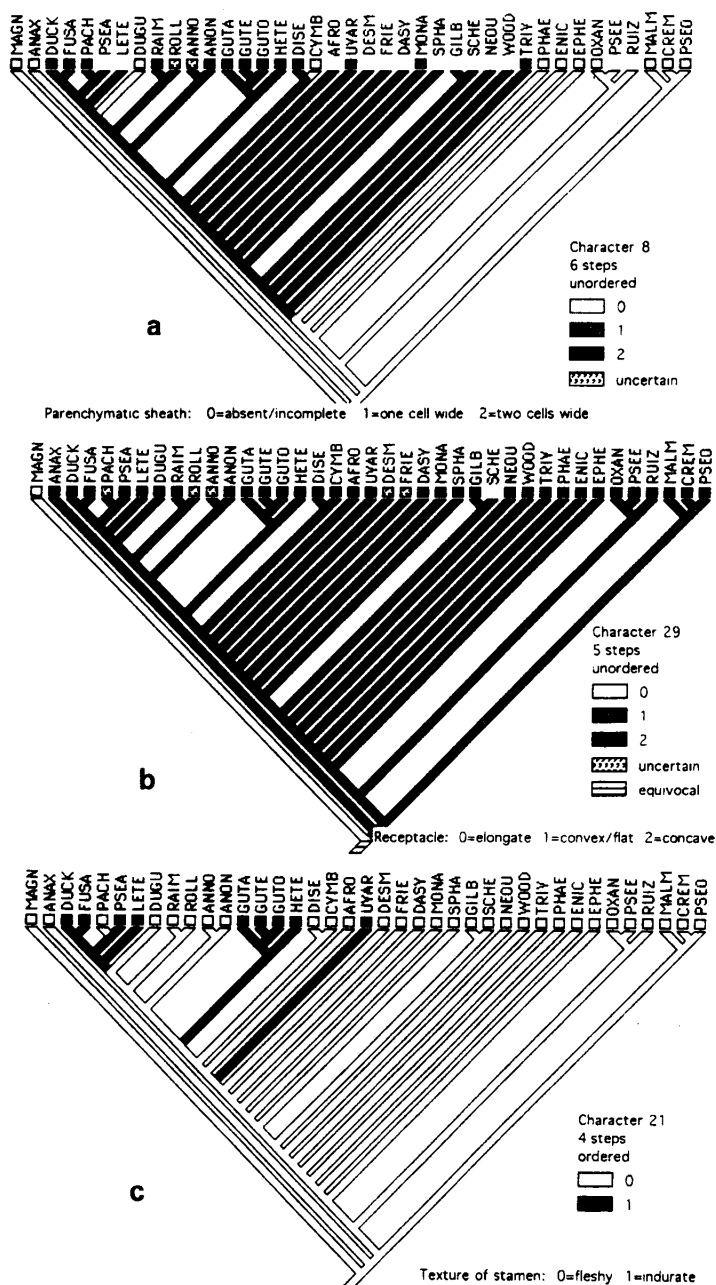 MAGN ANAX DUCK FUSA PACH PSEA LETE DUGU RAIM ROLL ANNO ANON GUTA GUTE GUTO HETE DISE CYMB AFRO UVAR DESM FRIE DASY MONA SPHA GILB SCHE NEOU WOOD TRIV PHAE ENIC EPHE OXAN PSEE RUIZ MALM CREM PSEO
Character 8
6 steps
unordered
0
1
2
uncertain
a
Parenchymatic sheath: 0=absent/incomplete 1=one cell wide 2=two cells wide
MAGN ANAX DUCK FUSA PACH PSEA LETE DUGU RAIM ROLL ANNO ANON GUTA GUTE GUTO HETE DISE CYMB AFRO UVAR DESM FRIE DASY MONA SPHA GILB SCHE NEOU WOOD TRIV PHAE ENIC EPHE OXAN PSEE RUIZ MALM CREM PSEO
Character 29
5 steps
unordered
0
1
2
uncertain
equivocal
b
Receptacle: 0=elongate 1=convex/flat 2=concave
MAGN ANAX DUCK FUSA PACH PSEA LETE DUGU RAIM ROLL ANNO ANON GUTA GUTE GUTO HETE DISE CYMB AFRO UVAR DESM FRIE DASY MONA SPHA GILB SCHE NEOU WOOD TRIV PHAE ENIC EPHE OXAN PSEE RUIZ MALM CREM PSEO
Character 21
4 steps
ordered
0
1
c
Texture of stamen: 0=fleshy 1=indurate